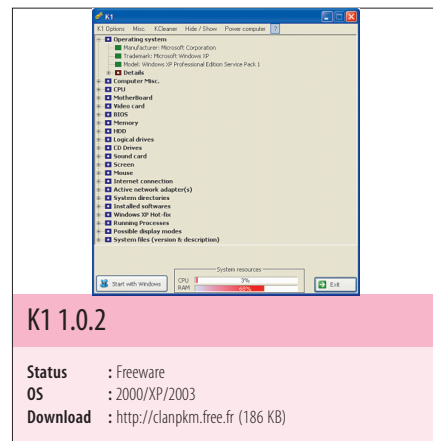 K1
K1 Options Misc. KCleaner Hide / Show Power computer ?
Operating system
Manufacturer: Microsoft Corporation
Trademark: Microsoft Windows XP
Model: Windows XP Professional Edition Service Pack 1
Details
Computer Misc.
CPU
MotherBoard
Video card
BIOS
Memory
HDD
Logical drives
CD Drives
Sound card
Screen
Mouse
Internet connection
Active network adapter(s)
System directories
Installed softwares
Windows XP Hot-fix
Running Processes
Possible display modes
System files (version & description)
System resources
Start with Windows
CPU 3%
RAM 68%
Exit
K1 1.0.2
Status : Freeware
OS : 2000/XP/2003
Download : http://clanpkm.free.fr (186 KB)